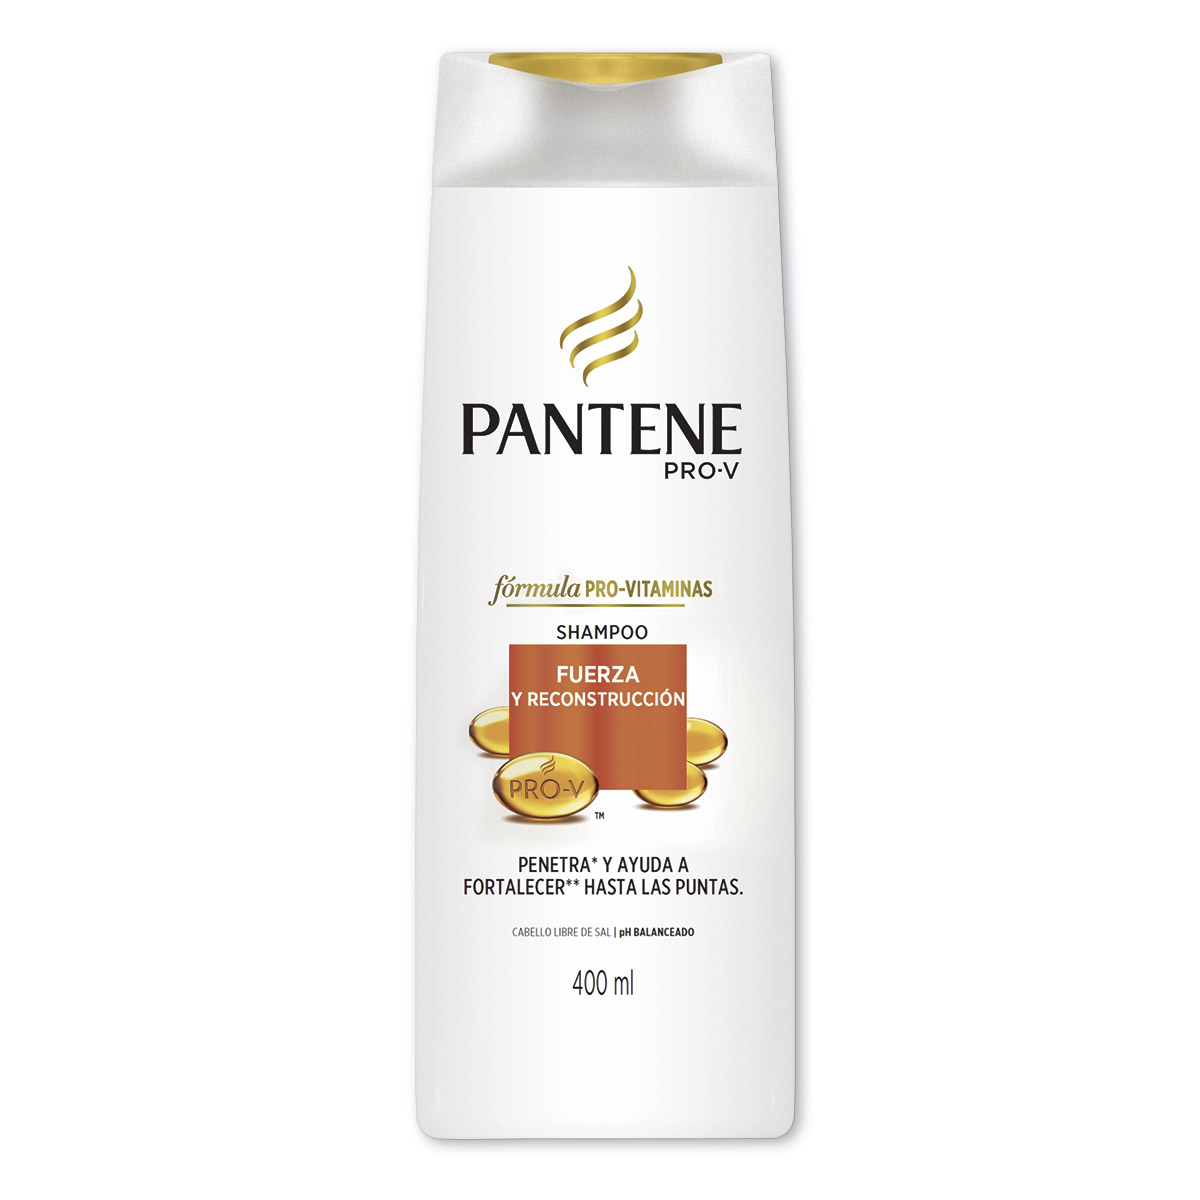 PANTENE
PRO-V
fórmula PRO-VITAMINAS
SHAMPOO
FUERZA
Y RECONSTRUCCIÓN
PRO-V
TM
PENETRA* Y AYUDA A
FORTALECER** HASTA LAS PUNTAS.
CABELLO LIBRE DE SAL | pH BALANCEADO
400 ml